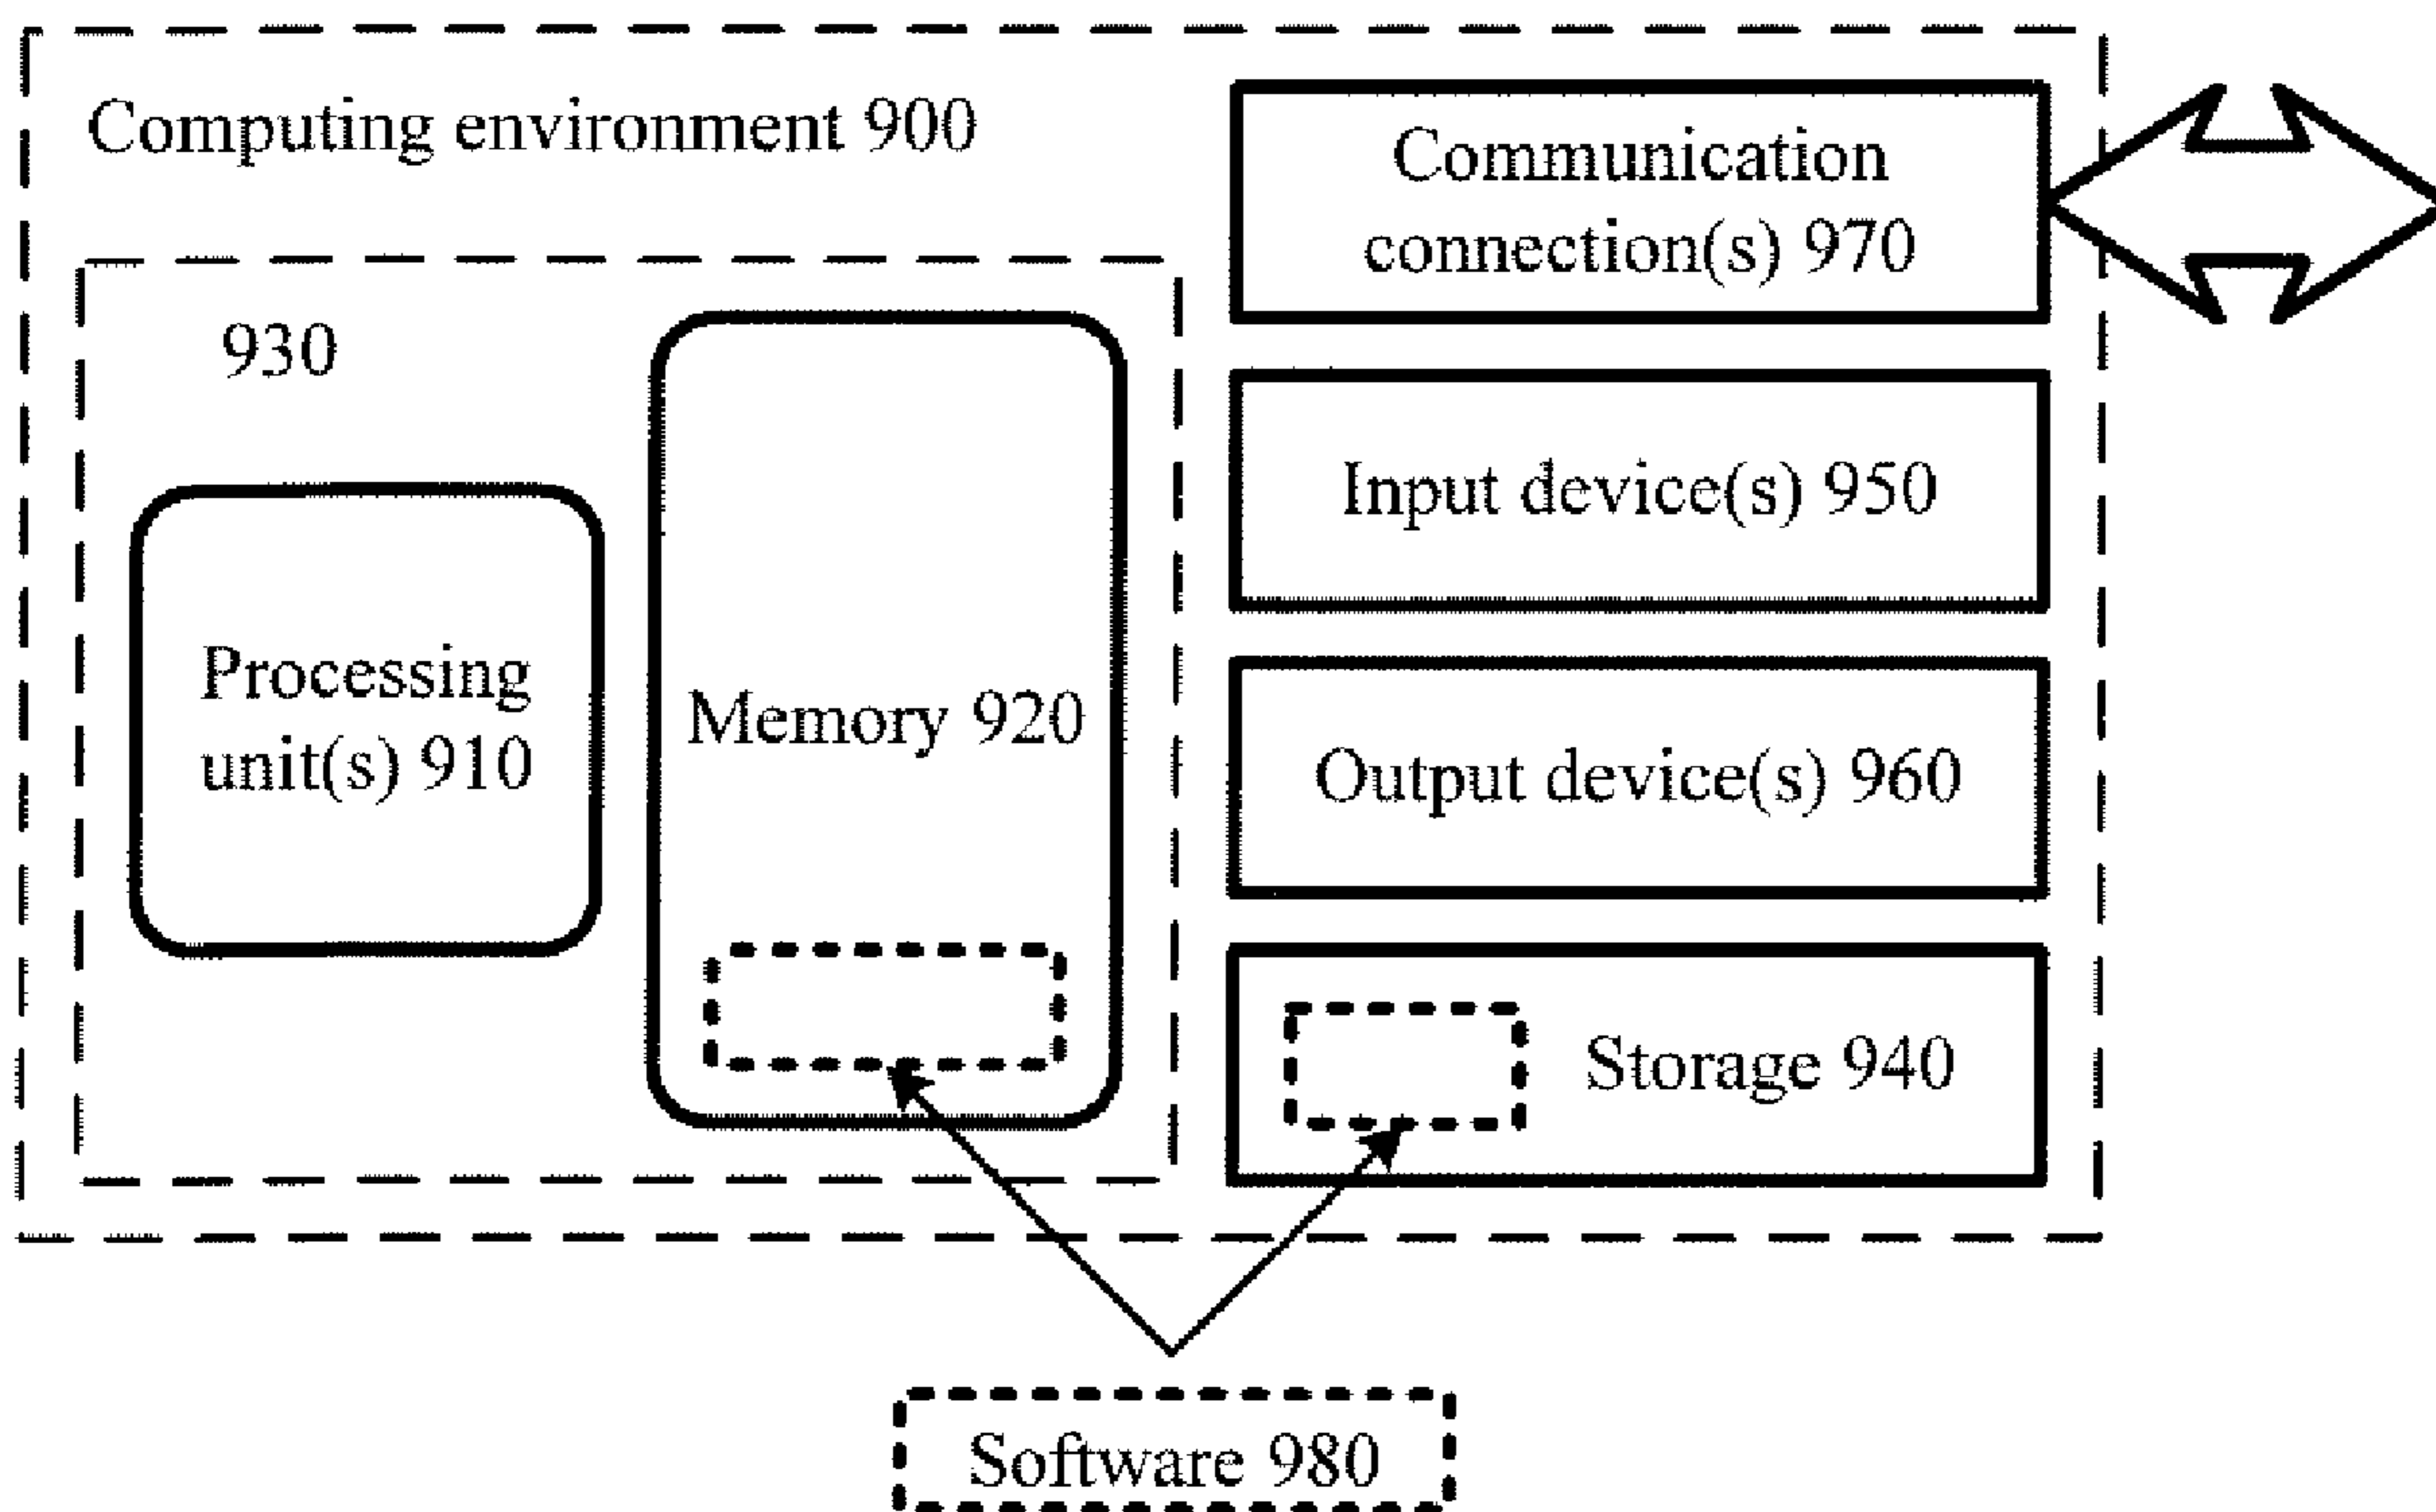 Computing environment 900
930
Processing
unit(s) 910
Memory 920
Communication
connection(s) 970
Input device(s) 950
Output device(s) 960
Storage 940
Software 980